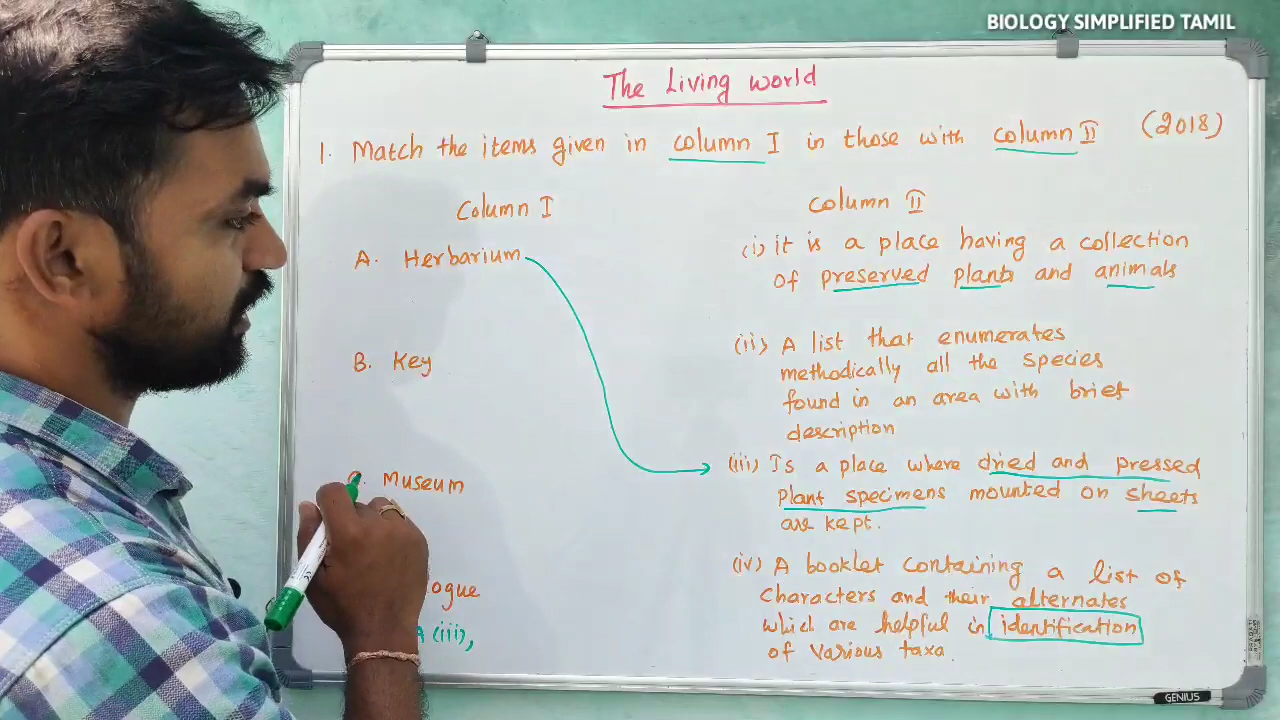 BIOLOGY SIMPLIFIED TAMIL
The Living world
1. Match the items given in column I in those with column II (2018)
Column I
Column II
A. Herbarium
(i) it is a place having a collection
of preserved plants and animals
B. Key
(ii) A list that enumerates
methodically all the species
found in an area with brief
description
Museum
(iii) Is a place where dried and pressed
plant specimens mounted on sheets
are kept.
ogue
(iv) A booklet containing a list of
characters and their alternates
which are helpful in identification
of various taxa.
A (iii),
GENIUS